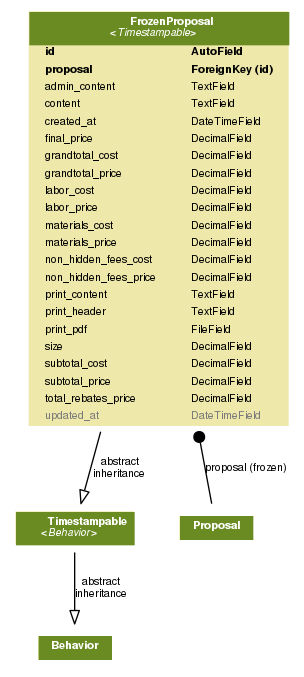 FrozenProposal
<Timestampable>
id AutoField
proposal ForeignKey (id)
admin_content TextField
content TextField
created_at DateTimeField
final_price DecimalField
grandtotal_cost DecimalField
grandtotal_price DecimalField
labor_cost DecimalField
labor_price DecimalField
materials_cost DecimalField
materials_price DecimalField
non_hidden_fees_cost DecimalField
non_hidden_fees_price DecimalField
print_content TextField
print_header TextField
print_pdf FileField
size DecimalField
subtotal_cost DecimalField
subtotal_price DecimalField
total_rebates_price DecimalField
updated_at DateTimeField
abstract
inheritance
proposal (frozen)
Timestampable
<Behavior>
Proposal
abstract
inheritance
Behavior